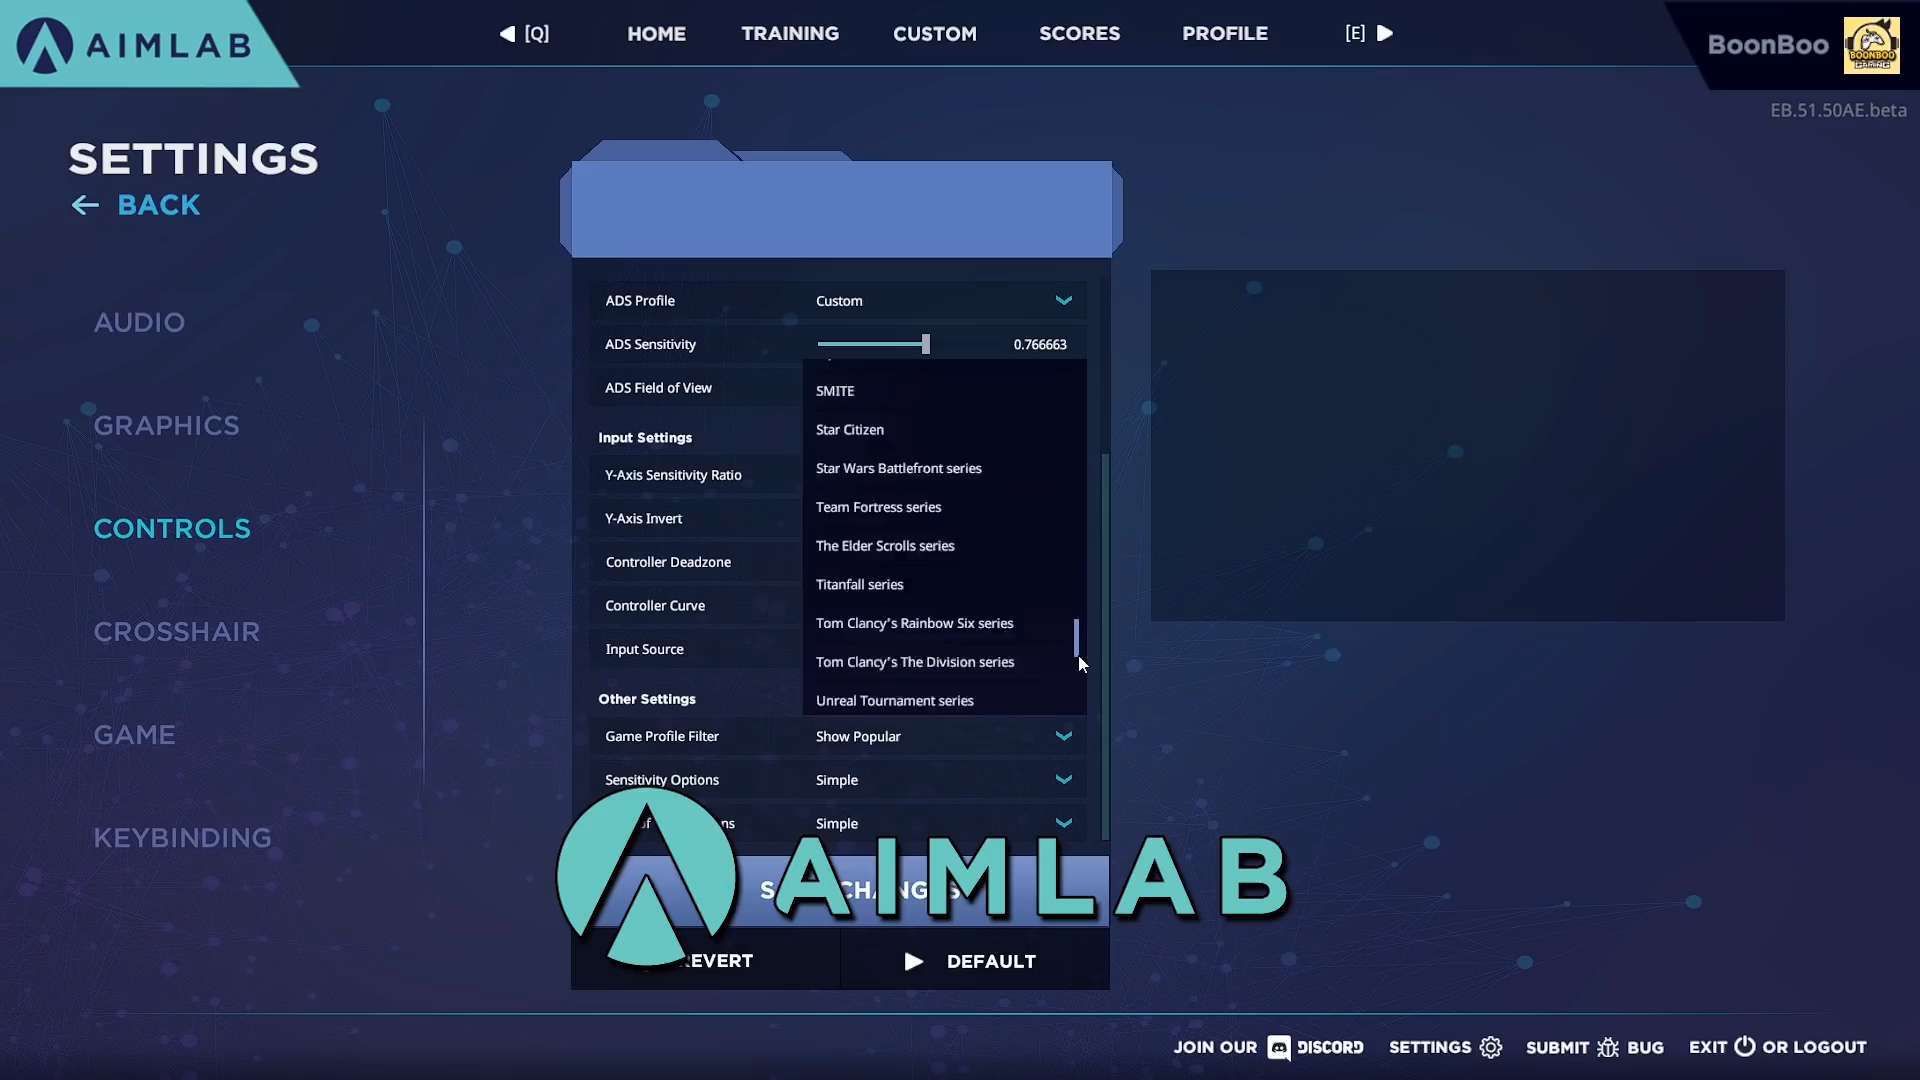 AIMLAB
[Q]
HOME
TRAINING
CUSTOM
SCORES
PROFILE
[E]
BoonBoo
BOONBOO
GAMING
EB.51.50AE.beta
SETTINGS
BACK
AUDIO
GRAPHICS
CONTROLS
CROSSHAIR
GAME
KEYBINDING
ADS Profile
Custom
ADS Sensitivity
0.766663
ADS Field of View
Input Settings
Y-Axis Sensitivity Ratio
Y-Axis Invert
Controller Deadzone
Controller Curve
Input Source
SMITE
Star Citizen
Star Wars Battlefront series
Team Fortress series
The Elder Scrolls series
Titanfall series
Tom Clancy's Rainbow Six series
Tom Clancy's The Division series
Unreal Tournament series
Other Settings
Game Profile Filter
Show Popular
Sensitivity Options
Simple
Simple
AIMLAB
DEFAULT
JOIN OUR DISCORD
SETTINGS
SUBMIT BUG
EXIT OR LOGOUT